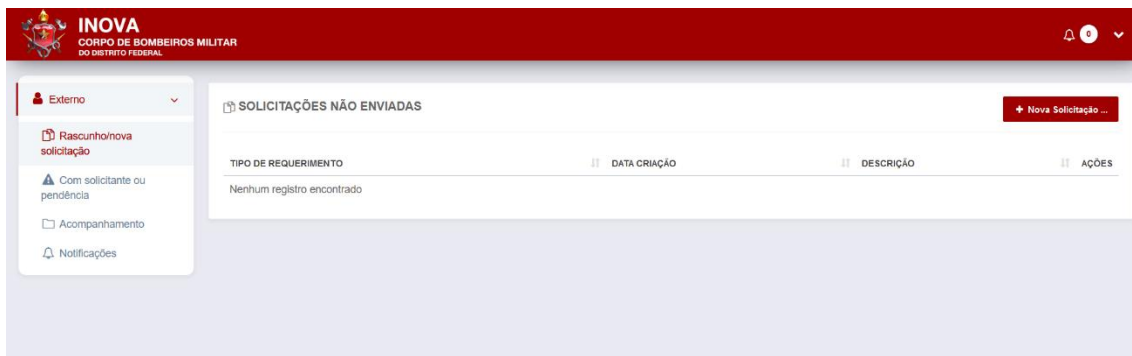 INOVA
CORPO DE BOMBEIROS MILITAR
DO DISTRITO FEDERAL
Externo
Rascunho/nova
solicitação
Com solicitante ou
pendência
Acompanhamento
Notificações
SOLICITAÇÕES NÃO ENVIADAS
+ Nova Solicitação ...
TIPO DE REQUERIMENTO DATA CRIAÇÃO DESCRIÇÃO AÇÕES
Nenhum registro encontrado